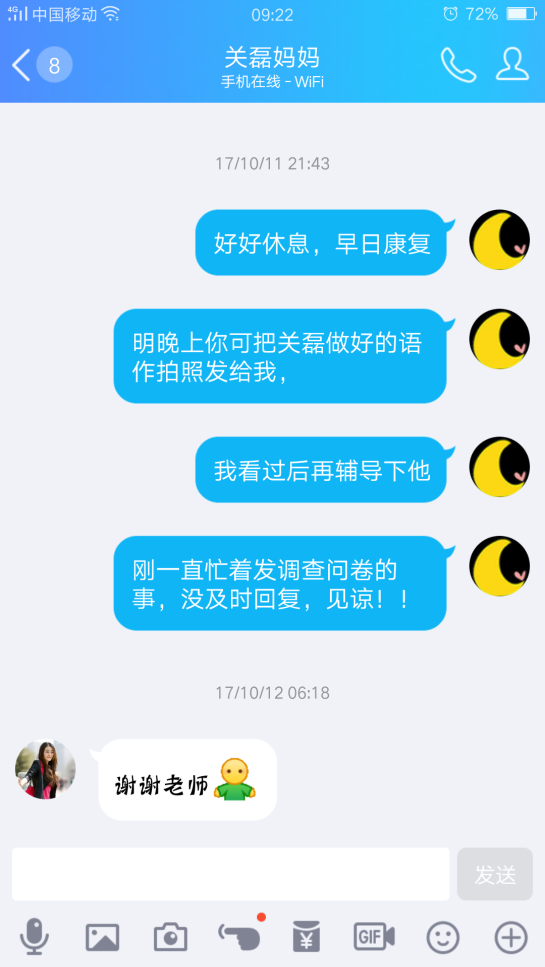 4G 中国移动 09:22 72%
8 关磊妈妈
手机在线 - WiFi
17/10/11 21:43
好好休息，早日康复
明晚上你可把关磊做好的语
作拍照发给我，
我看过后再辅导下他
刚一直忙着发调查问卷的
事，没及时回复，见谅！！
17/10/12 06:18
谢谢老师
发送
¥ GIF